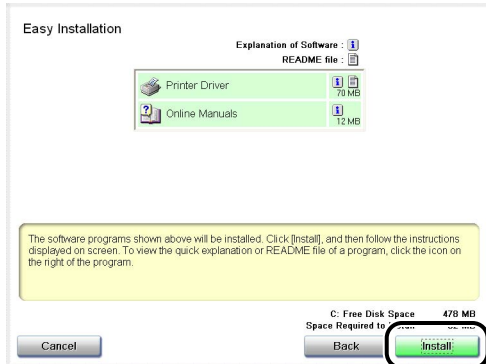 Easy Installation
Explanation of Software :
README file :
Printer Driver
70 MB
Online Manuals
12 MB
The software programs shown above will be installed. Click [Install], and then follow the instructions
displayed on screen. To view the quick explanation or README file of a program, click the icon on
the right of the program.
C: Free Disk Space 478 MB
Space Required to MB
Cancel
Back
Install